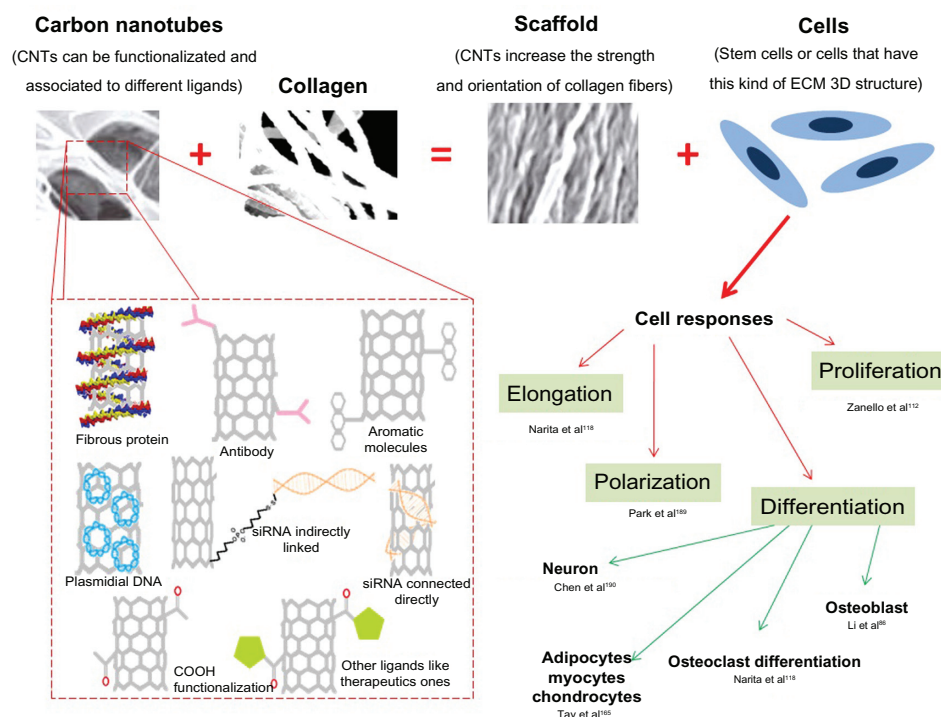 Carbon nanotubes
(CNTs can be functionalizated and
associated to different ligands)
Collagen
Scaffold
(CNTs increase the strength
and orientation of collagen fibers)
Cells
(Stem cells or cells that have
this kind of ECM 3D structure)
+
=
+
Fibrous protein
Antibody
Aromatic
molecules
Plasmidial DNA
siRNA indirectly
linked
siRNA connected
directly
COOH
functionalization
Other ligands like
therapeutics ones
Cell responses
Elongation
Narita et al118
Proliferation
Zanello et al112
Polarization
Park et al189
Differentiation
Neuron
Chen et al190
Osteoblast
Li et al86
Adipocytes
myocytes
chondrocytes
Tay et al165
Osteoclast differentiation
Narita et al118